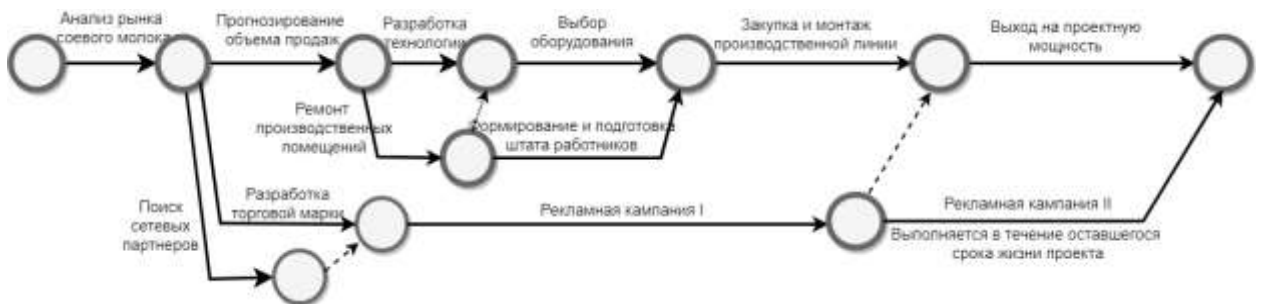 Анализ рынка
соевого молока
Прогнозирование
объема продаж
Разработка
технологии
Выбор
оборудования
Закупка и монтаж
производственной линии
Выход на проектную
мощность
Ремонт
производственных
помещений
Формирование и подготовка
штата работников
Поиск
сетевых
партнеров
Разработка
торговой марки
Рекламная кампания I
Рекламная кампания II
Выполняется в течение оставшегося
срока жизни проекта